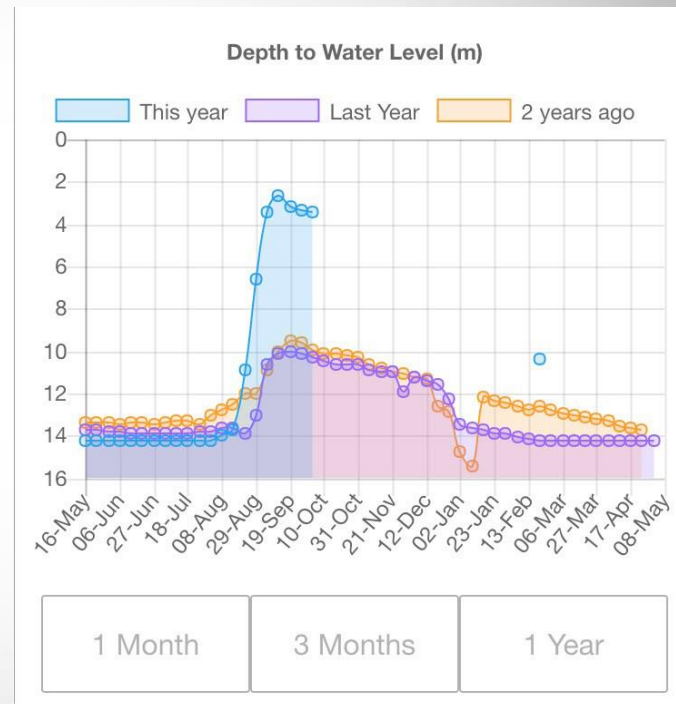 Depth to Water Level (m)
This year Last Year 2 years ago
0
2
4
6
8
10
12
14
16
16-May 06-Jun 27-Jun 18-Jul 08-Aug 29-Aug 19-Sep 10-Oct 31-Oct 21-Nov 12-Dec 02-Jan 23-Jan 13-Feb 06-Mar 27-Mar 17-Apr 08-May
1 Month 3 Months 1 Year